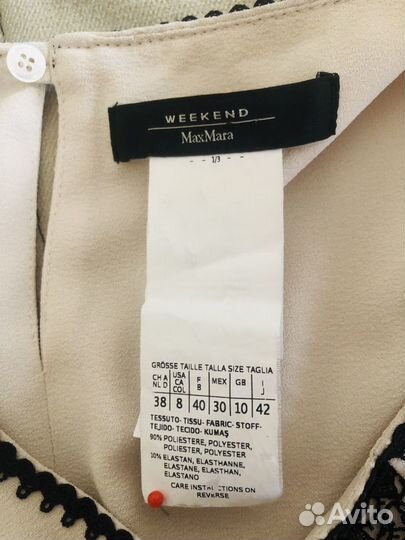 WEEKEND
MaxMara
- - 1/3 - -
GRÖSSE TAILLE TALLA SIZE TAGLIA
CH A NL D USA CA COL F B MEX GB I J
38 8 40 30 10 42
TESSUTO- TISSU- FABRIC- STOFF-
TEJIDO- TECIDO- KUMAŞ
90% POLIESTERE, POLYESTER,
POLIESTER, POLYESTER
10% ELASTAN, ELASTHANNE,
ELASTANE, ELASTHAN,
ELASTANO
CARE INSTRUCTIONS ON
REVERSE
Avito